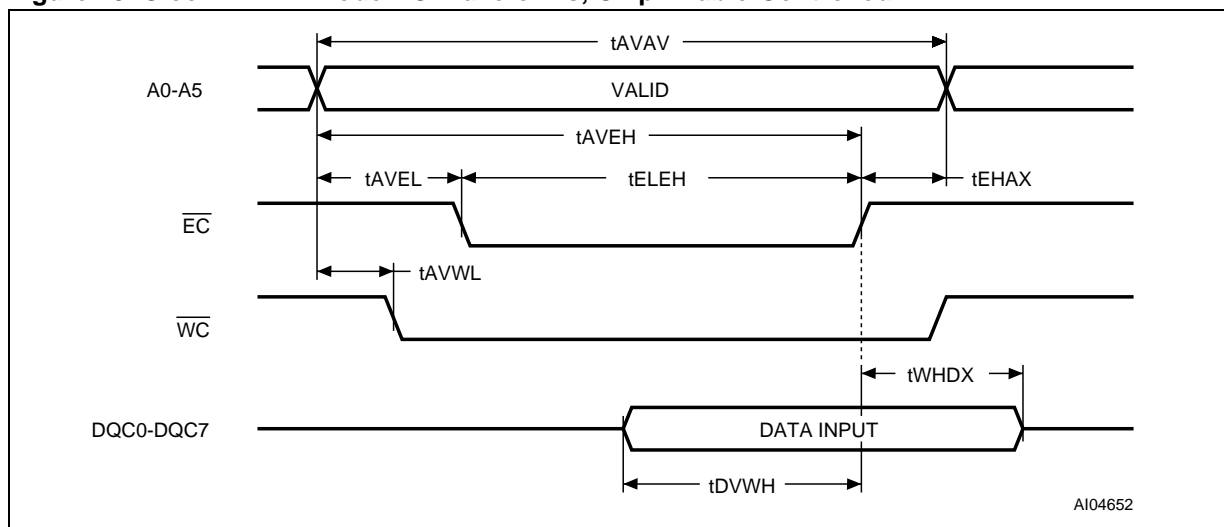 tAVAV
A0-A5
VALID
tAVEH
tAVEL
tELEH
tEHAX
EC
tAVWL
WC
tWHDX
DQC0-DQC7
DATA INPUT
tDVWH
AI04652